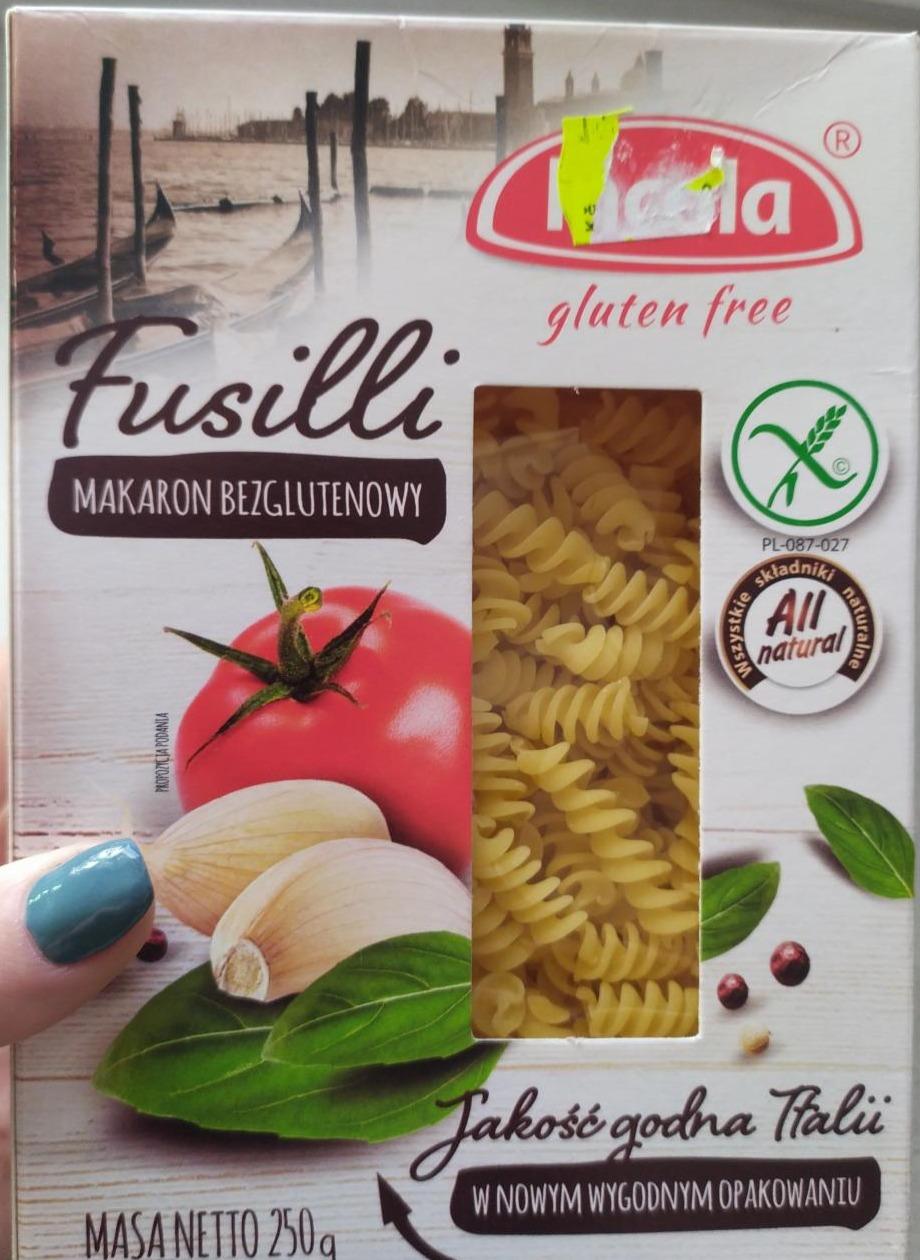 ®
gluten free
Fusilli
MAKARON BEZGLUTENOWY
©
PL-087-027
Wszystkie składniki naturalne
All
natural
PROPOZYCJA PODANIA
Jakość godna Italii
W NOWYM WYGODNYM OPAKOWANIU
MASA NETTO 250g